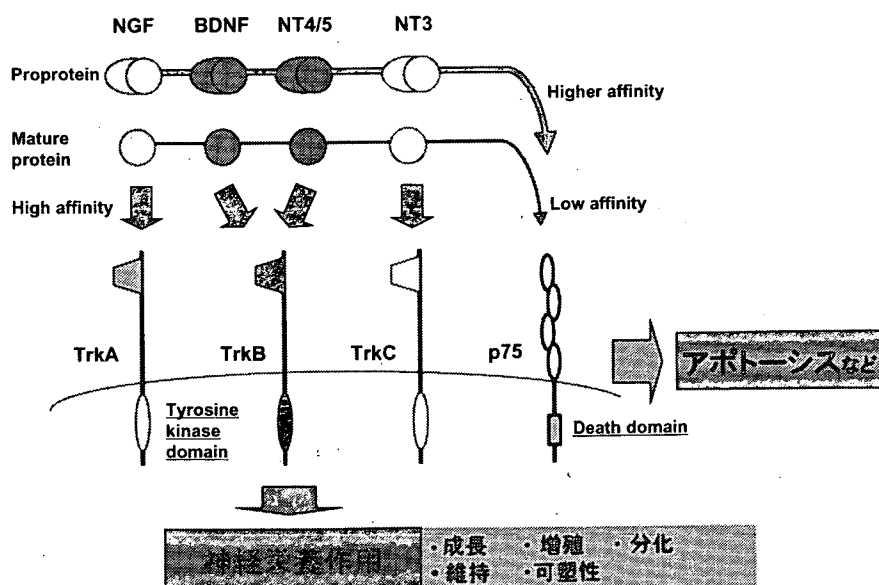 NGF BDNF NT4/5 NT3
Proprotein
Higher affinity
Mature
protein
High affinity
Low affinity
TrkA TrkB TrkC p75
アポトーシスなど
Tyrosine
kinase
domain
Death domain
神経栄養作用
・成長 ・増殖 ・分化
・維持 ・可塑性